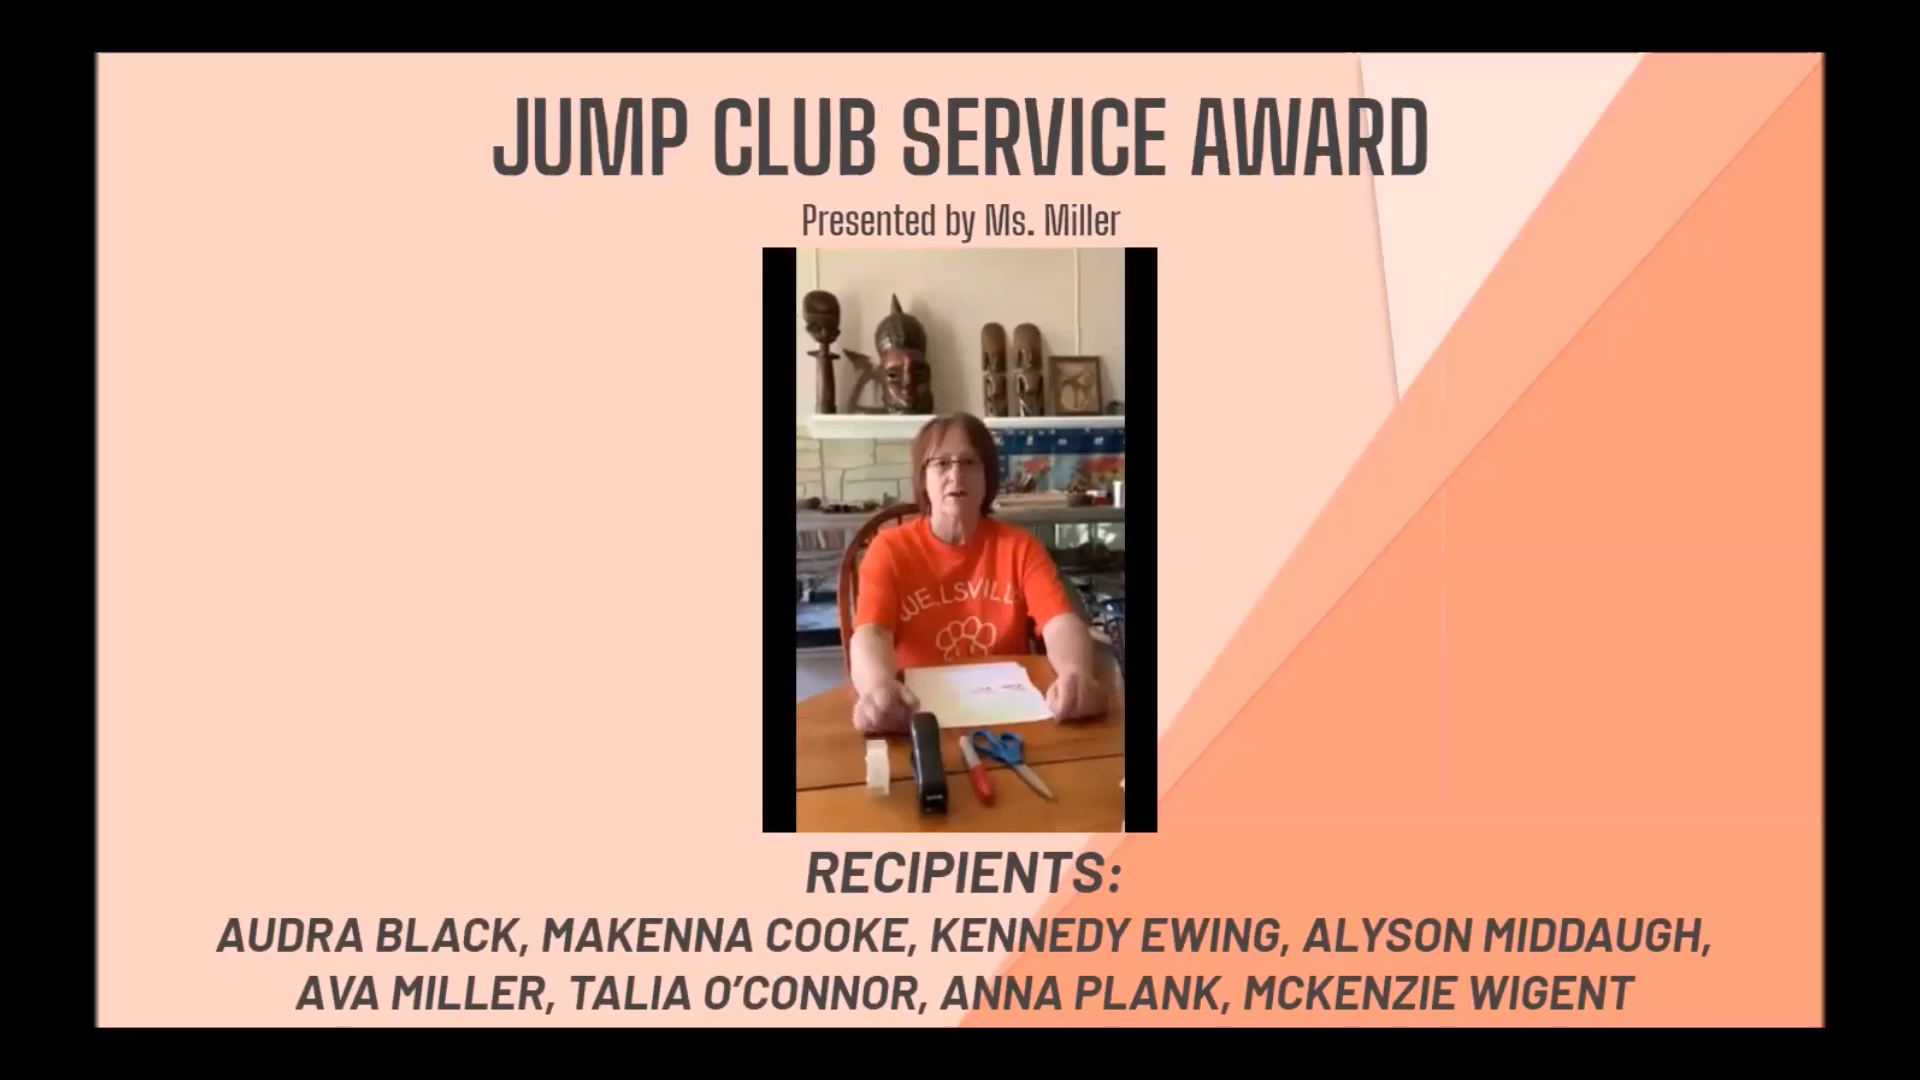 JUMP CLUB SERVICE AWARD
Presented by Ms. Miller
WELSVILL
RECIPIENTS:
AUDRA BLACK, MAKENNA COOKE, KENNEDY EWING, ALYSON MIDDAUGH,
AVA MILLER, TALIA O’CONNOR, ANNA PLANK, MCKENZIE WIGENT